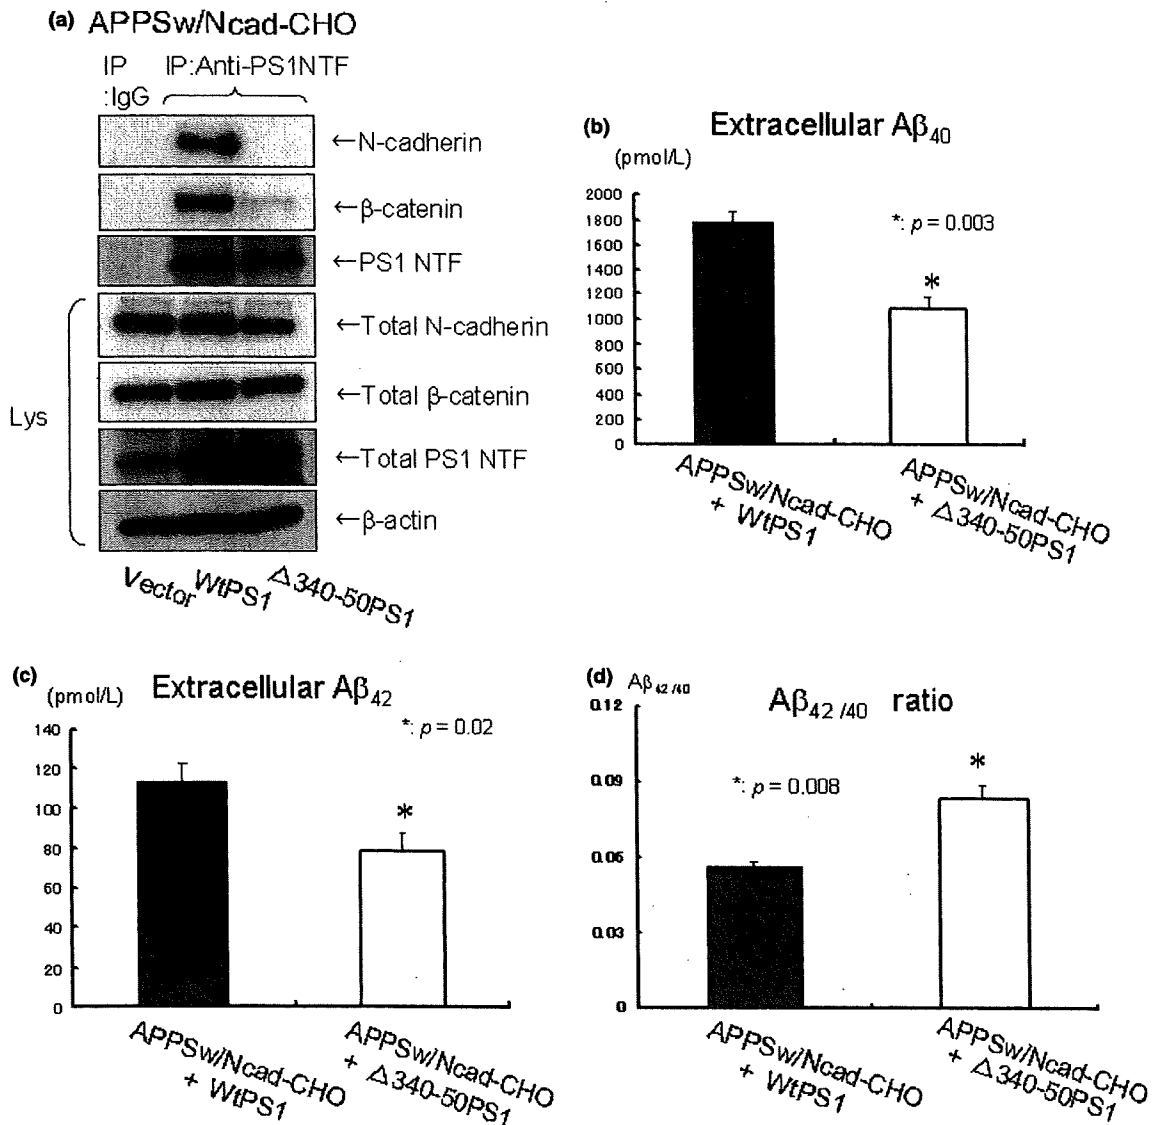 (a) APPSw/Ncad-CHO
IP IP:Anti-PS1NTF
:IgG
←N-cadherin
←β-catenin
←PS1 NTF
←Total N-cadherin
←Total β-catenin
Lys
←Total PS1 NTF
←β-actin
Vector WtPS1 △340-50PS1
(b) Extracellular Aβ40
(pmol/L)
2000
1800
1600
1400
1200
1000
800
600
400
200
0
*: p = 0.003
*
APPSw/Ncad-CHO
+ WtPS1
APPSw/Ncad-CHO
+ △340-50PS1
(c) (pmol/L) Extracellular Aβ42
140
120
100
80
60
40
20
0
*: p = 0.02
*
APPSw/Ncad-CHO
+ WtPS1
APPSw/Ncad-CHO
+ △340-50PS1
(d) Aβ42/40
Aβ42/40 ratio
0.12
0.09
0.06
0.03
0
*: p = 0.008
*
APPSw/Ncad-CHO
+ WtPS1
APPSw/Ncad-CHO
+ △340-50PS1